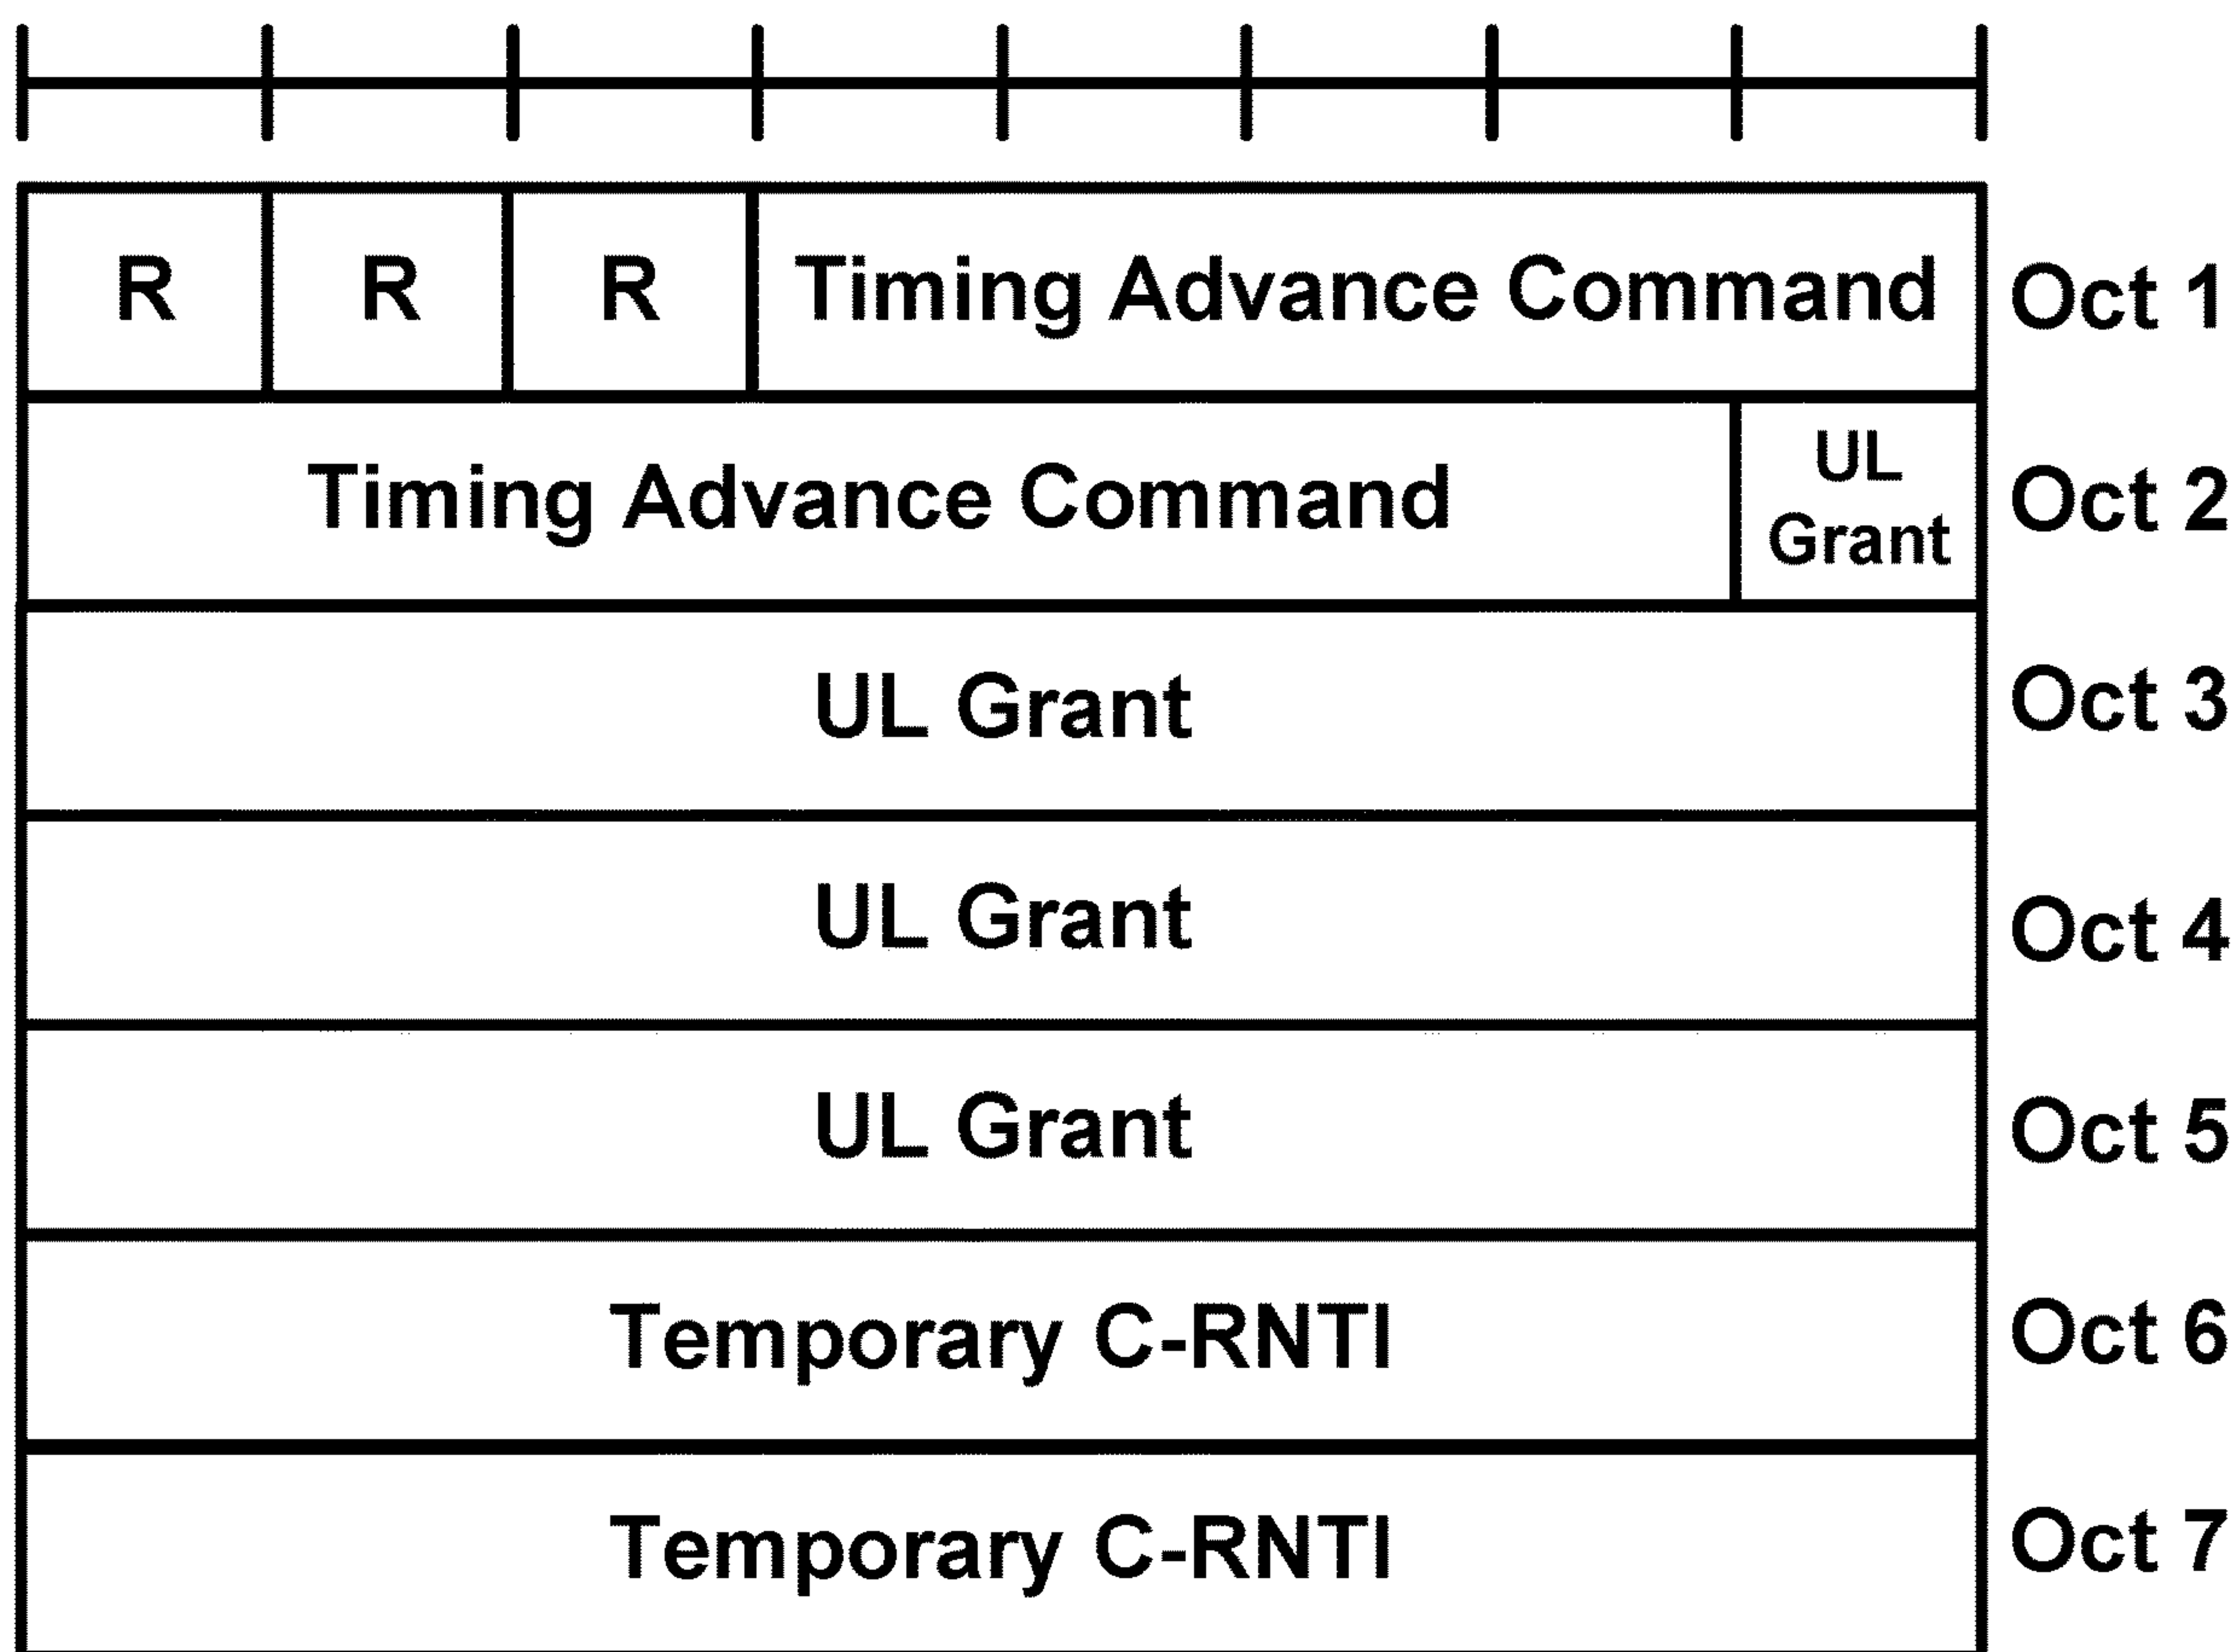 R R R Timing Advance Command Oct 1
Timing Advance Command UL Grant Oct 2
UL Grant Oct 3
UL Grant Oct 4
UL Grant Oct 5
Temporary C-RNTI Oct 6
Temporary C-RNTI Oct 7